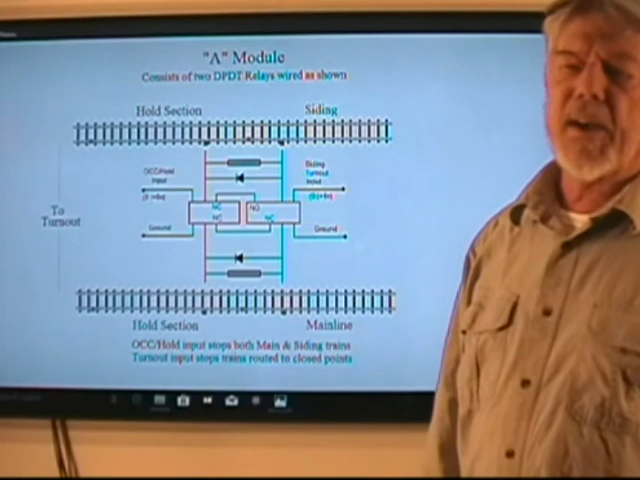 "A" Module
Consists of two DPDT Relays wired as shown
Hold Section
Siding
OCC/Hold
Input
Siding
Turnout
Input
NC
NO
NC
NC
To
Turnout
Ground
Ground
Hold Section
Mainline
OCC/Hold input stops both Main & Siding trains
Turnout input stops trains routed to closed points